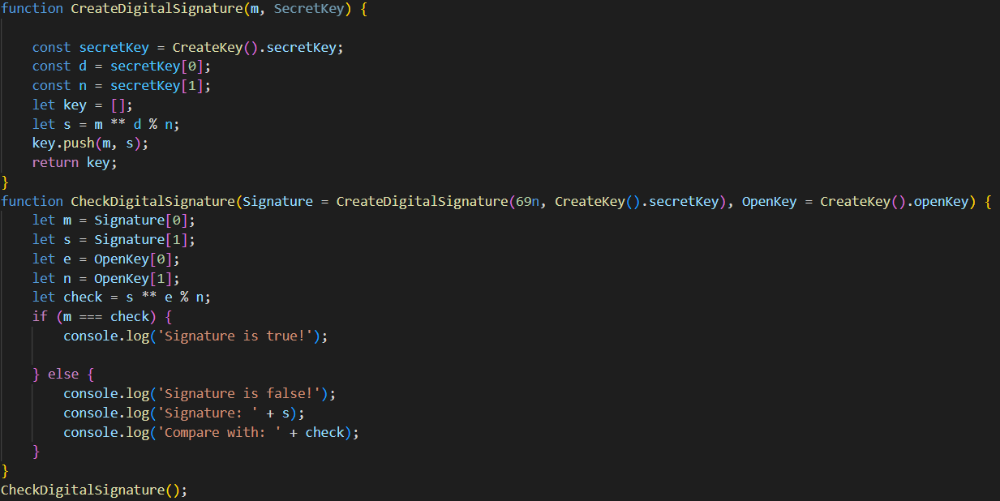 function CreateDigitalSignature(m, SecretKey) {
    const secretKey = CreateKey().secretKey;
    const d = secretKey[0];
    const n = secretKey[1];
    let key = [];
    let s = m ** d % n;
    key.push(m, s);
    return key;
}
function CheckDigitalSignature(Signature = CreateDigitalSignature(69n, CreateKey().secretKey), OpenKey = CreateKey().openKey) {
    let m = Signature[0];
    let s = Signature[1];
    let e = OpenKey[0];
    let n = OpenKey[1];
    let check = s ** e % n;
    if (m === check) {
        console.log('Signature is true!');
    } else {
        console.log('Signature is false!');
        console.log('Signature: ' + s);
        console.log('Compare with: ' + check);
    }
}
CheckDigitalSignature();